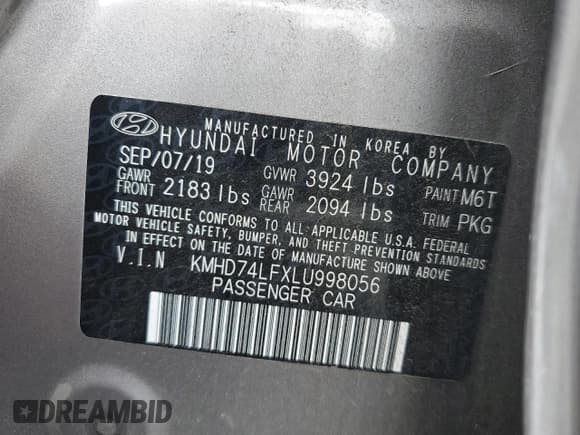 MANUFACTURED IN KOREA BY
HYUNDAI MOTOR COMPANY
SEP/07/19 GVWR 3924 lbs PAINT M6T
GAWR FRONT 2183 lbs GAWR REAR 2094 lbs TRIM PKG
THIS VEHICLE CONFORMS TO ALL APPLICABLE U.S.A. FEDERAL
MOTOR VEHICLE SAFETY, BUMPER, AND THEFT PREVENTION STANDARDS
IN EFFECT ON THE DATE OF MANUFACTURE SHOWN ABOVE
V.I.N KMHD74LFXLU998056
PASSENGER CAR
DREAMBID